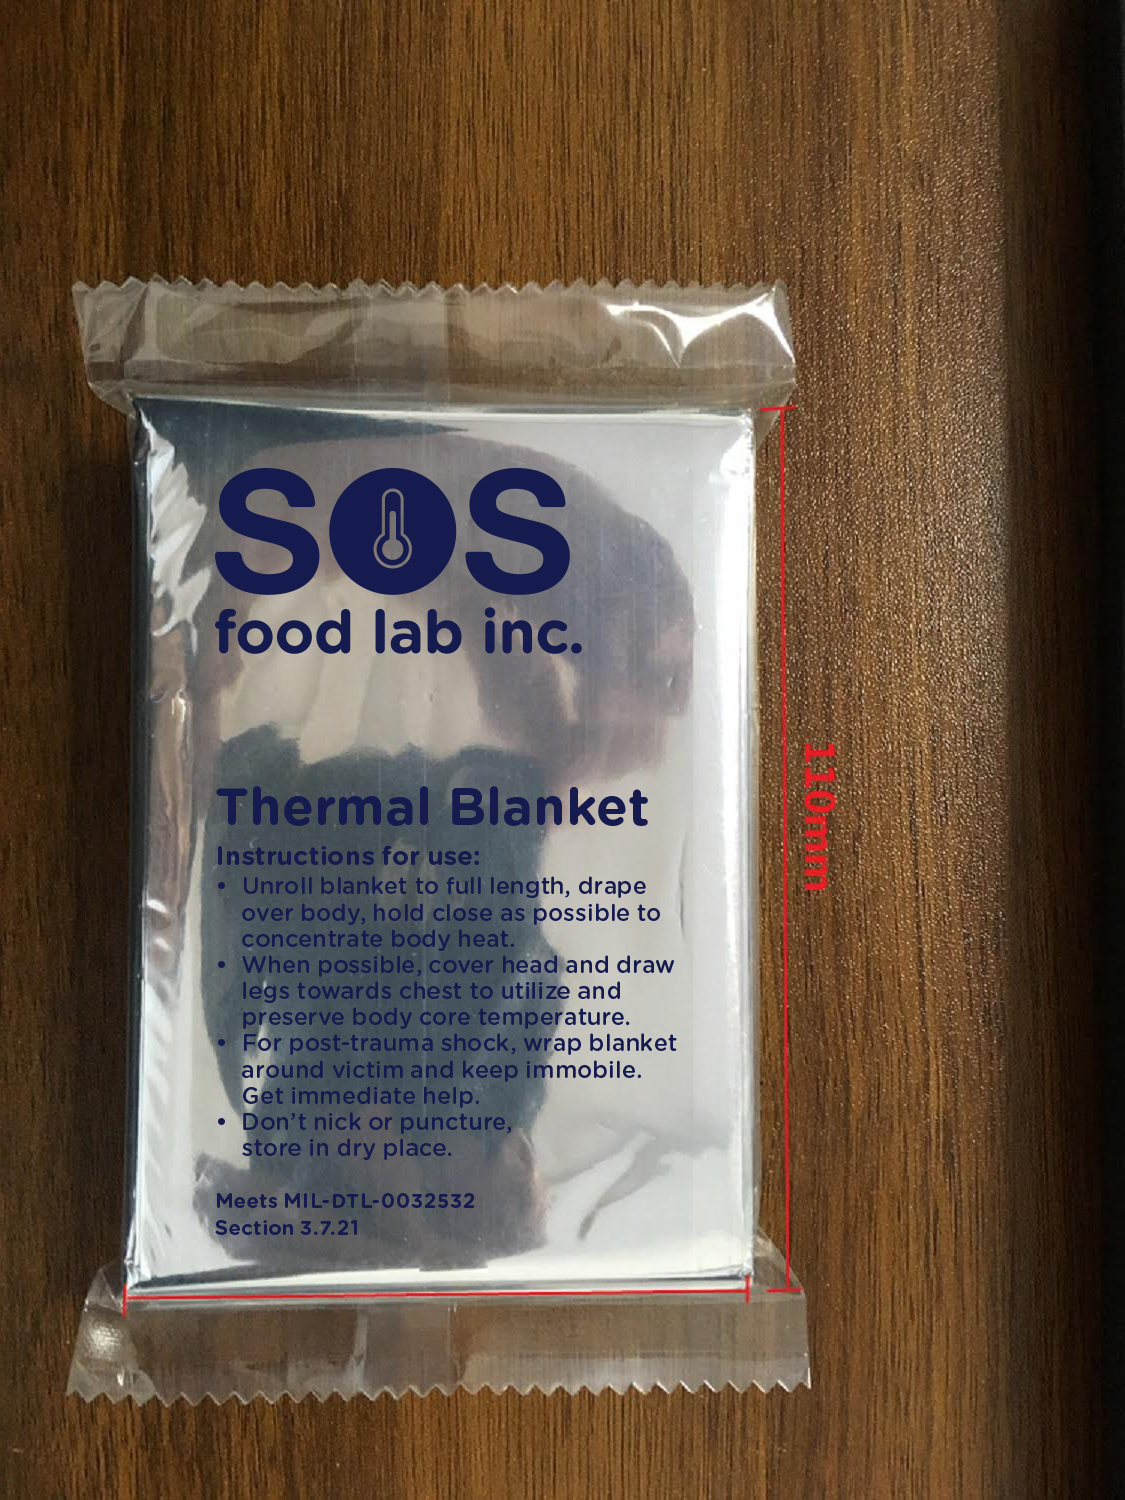 SOS
food lab inc.
Thermal Blanket
Instructions for use:
• Unroll blanket to full length, drape
over body, hold close as possible to
concentrate body heat.
• When possible, cover head and draw
legs towards chest to utilize and
preserve body core temperature.
• For post-trauma shock, wrap blanket
around victim and keep immobile.
Get immediate help.
• Don’t nick or puncture,
store in dry place.
Meets MIL-DTL-0032532
Section 3.7.21
110mm